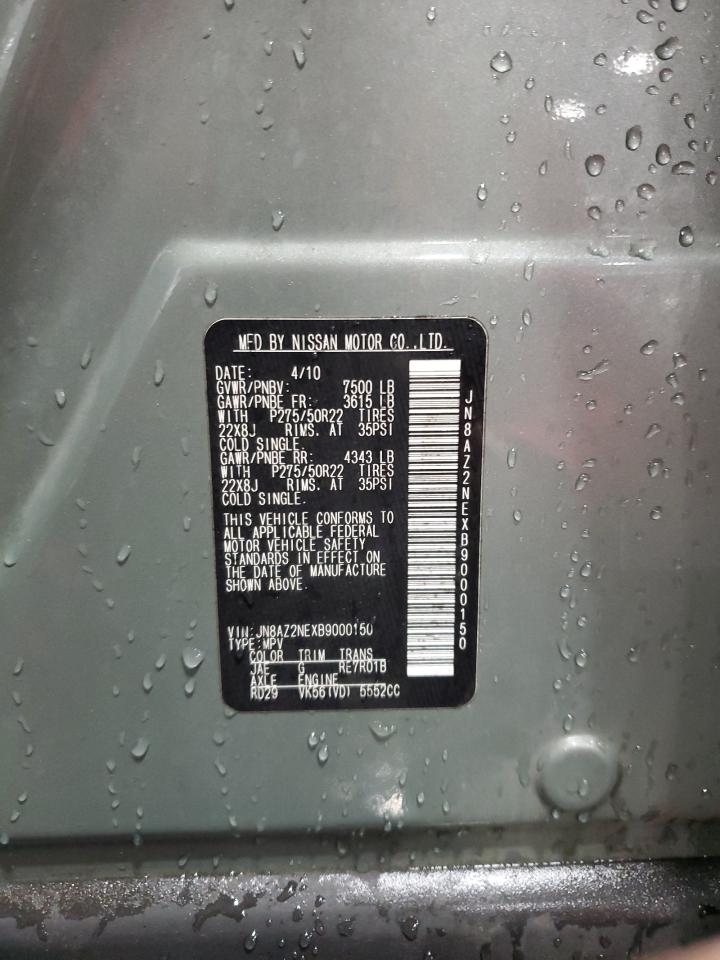 MFD BY NISSAN MOTOR CO.,LTD.
DATE: 4/10
GVWR/PNBV: 7500 LB
GAWR/PNBE FR: 3615 LB
WITH P275/50R22 TIRES
22X8J RIMS. AT 35PSI
COLD SINGLE.
GAWR/PNBE RR: 4343 LB
WITH P275/50R22 TIRES
22X8J RIMS. AT 35PSI
COLD SINGLE.
THIS VEHICLE CONFORMS TO
ALL APPLICABLE FEDERAL
MOTOR VEHICLE SAFETY
STANDARDS IN EFFECT ON
THE DATE OF MANUFACTURE
SHOWN ABOVE.
VIN:JN8AZ2NEXB9000150
TYPE:MPV
COLOR TRIM TRANS
JAE G RE7R01B
AXLE ENGINE
RD29 VK56(VD) 5552CC
JN8AZ2NEXB9000150